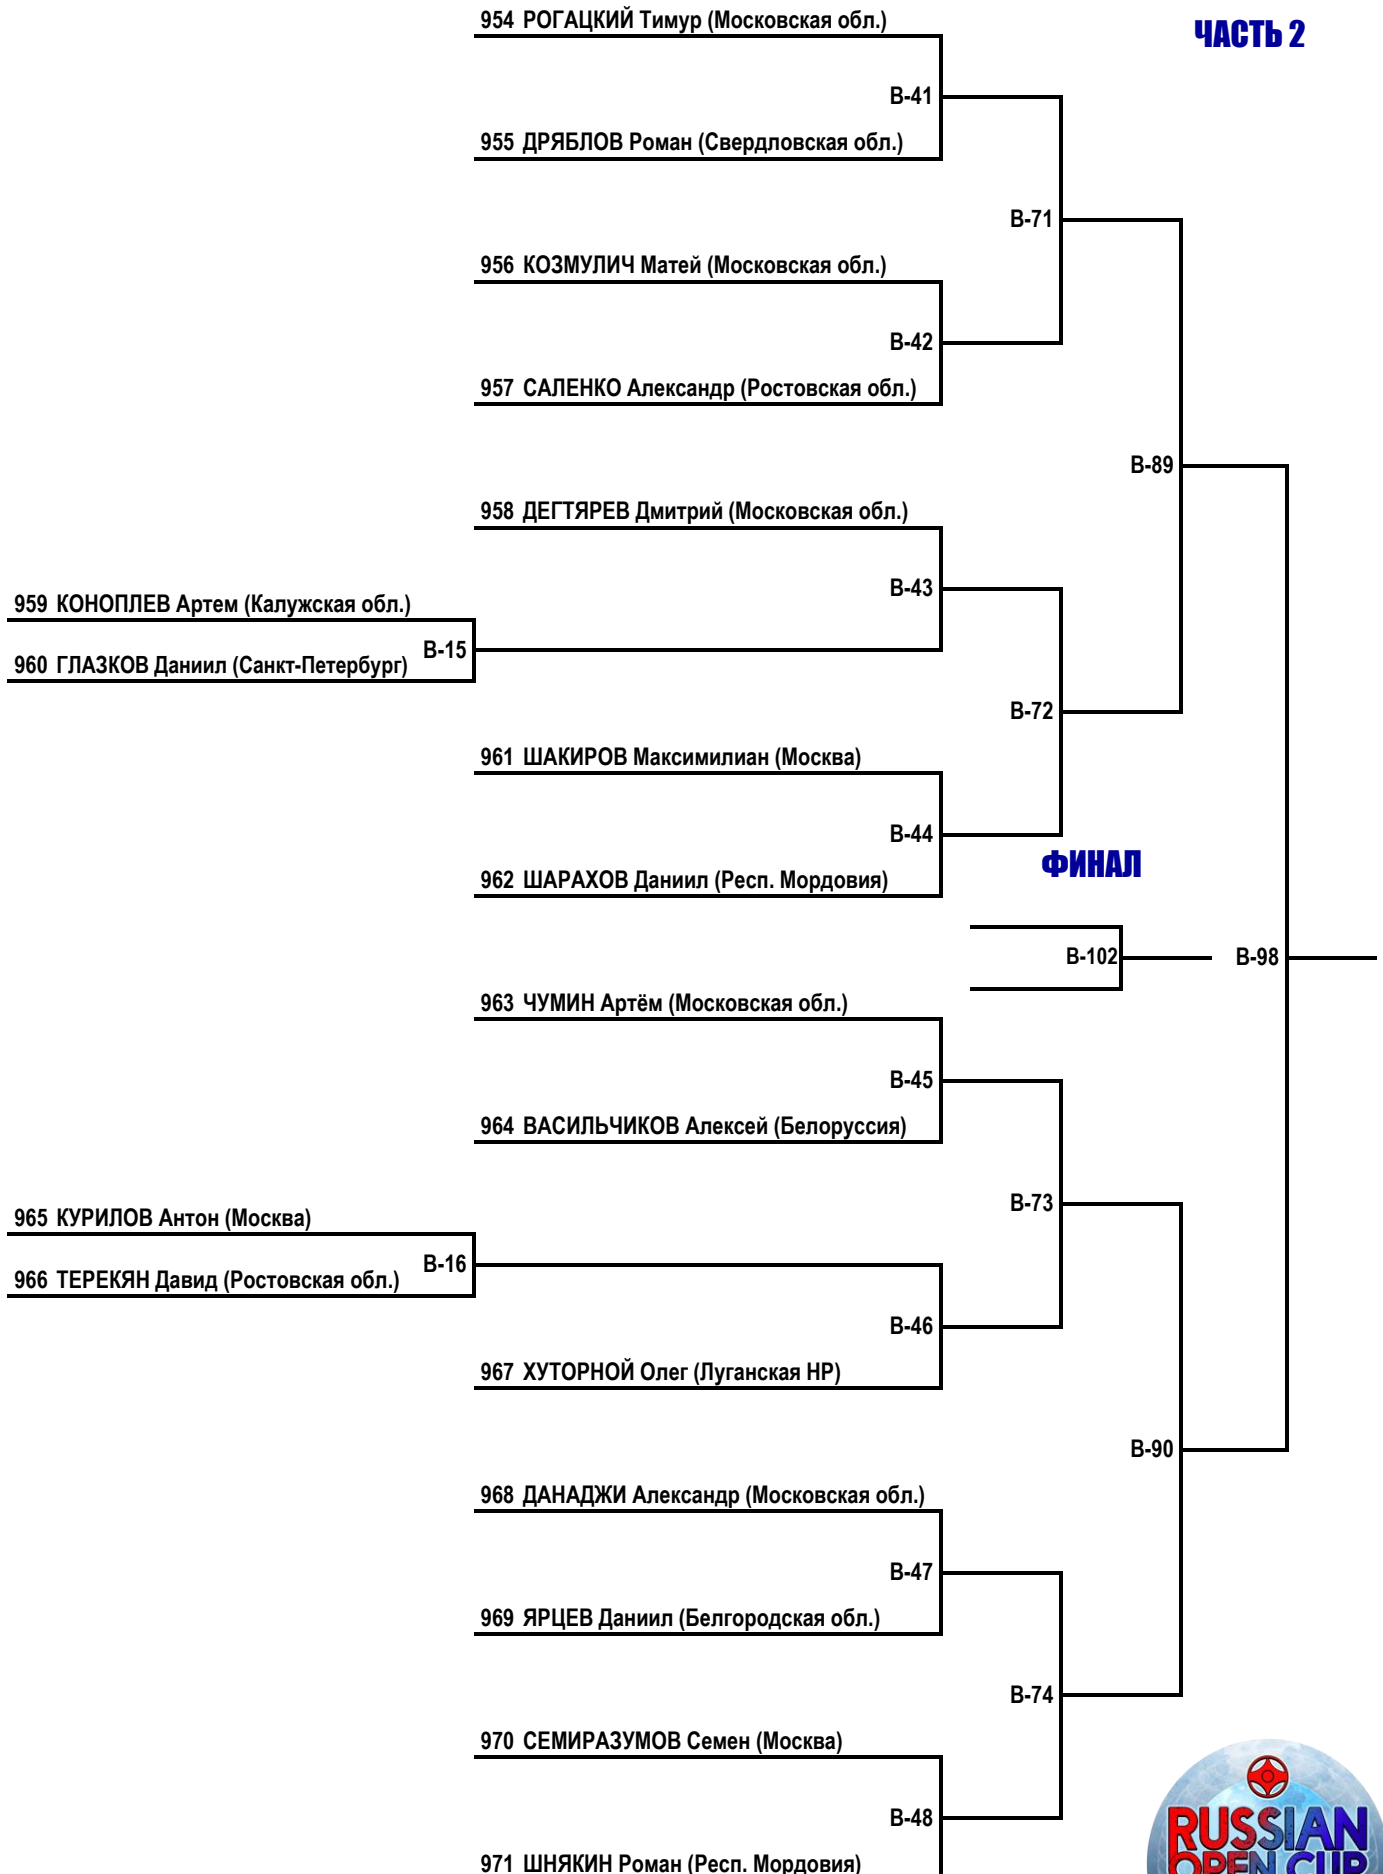 954 РОГАЦКИЙ Тимур (Московская обл.)
ЧАСТЬ 2
В-41
955 ДРЯБЛОВ Роман (Свердловская обл.)
В-71
956 КОЗМУЛИЧ Матей (Московская обл.)
В-42
957 САЛЕНКО Александр (Ростовская обл.)
В-89
958 ДЕГТЯРЕВ Дмитрий (Московская обл.)
В-43
959 КОНОПЛЕВ Артем (Калужская обл.)
В-15
960 ГЛАЗКОВ Даниил (Санкт-Петербург)
В-72
961 ШАКИРОВ Максимилиан (Москва)
В-44
ФИНАЛ
962 ШАРАХОВ Даниил (Респ. Мордовия)
В-102
В-98
963 ЧУМИН Артём (Московская обл.)
В-45
964 ВАСИЛЬЧИКОВ Алексей (Белоруссия)
В-73
965 КУРИЛОВ Антон (Москва)
В-16
966 ТЕРЕКЯН Давид (Ростовская обл.)
В-46
967 ХУТОРНОЙ Олег (Луганская НР)
В-90
968 ДАНАДЖИ Александр (Московская обл.)
В-47
969 ЯРЦЕВ Даниил (Белгородская обл.)
В-74
970 СЕМИРАЗУМОВ Семен (Москва)
В-48
RUSSIAN
OPEN CUP
971 ШНЯКИН Роман (Респ. Мордовия)